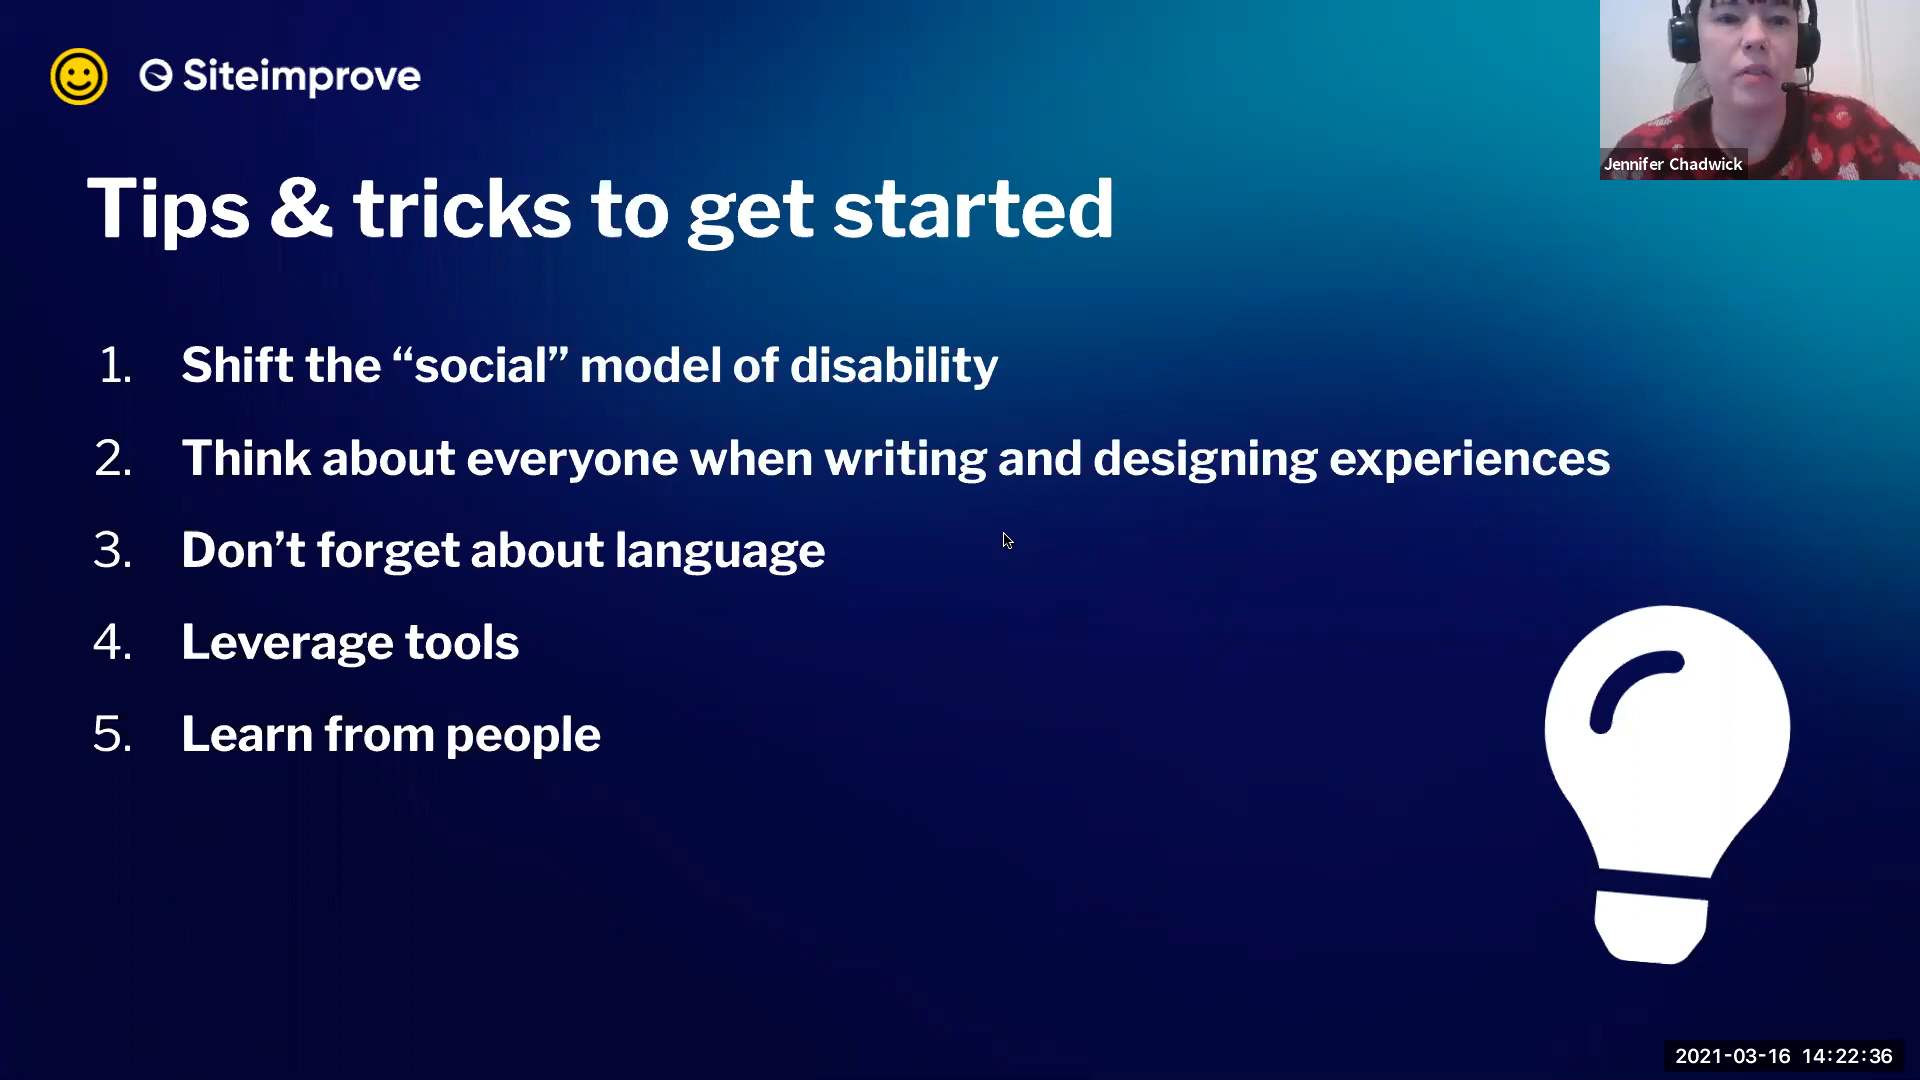 Siteimprove
Jennifer Chadwick
Tips & tricks to get started
1. Shift the “social” model of disability
2. Think about everyone when writing and designing experiences
3. Don’t forget about language
4. Leverage tools
5. Learn from people
2021-03-16 14:22:36